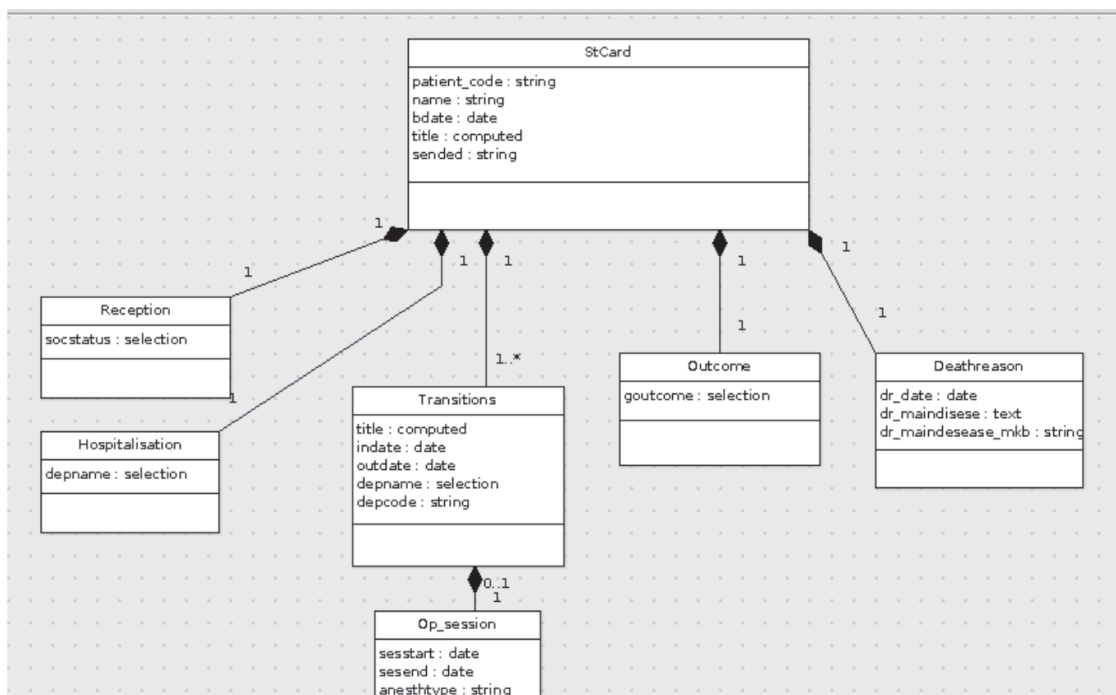 StCard
patient_code : string
name : string
bdate : date
title : computed
sended : string
1
1
1
1
1
1
1
Reception
socstatus : selection
1
1
1..*
1
Hospitalisation
depname : selection
Transitions
title : computed
indate : date
outdate : date
depname : selection
depcode : string
Outcome
goutcome : selection
Deathreason
dr_date : date
dr_maindisese : text
dr_maindesease_mkb : string
0..1
1
Op_session
sesstart : date
sesend : date
anesthtype : string